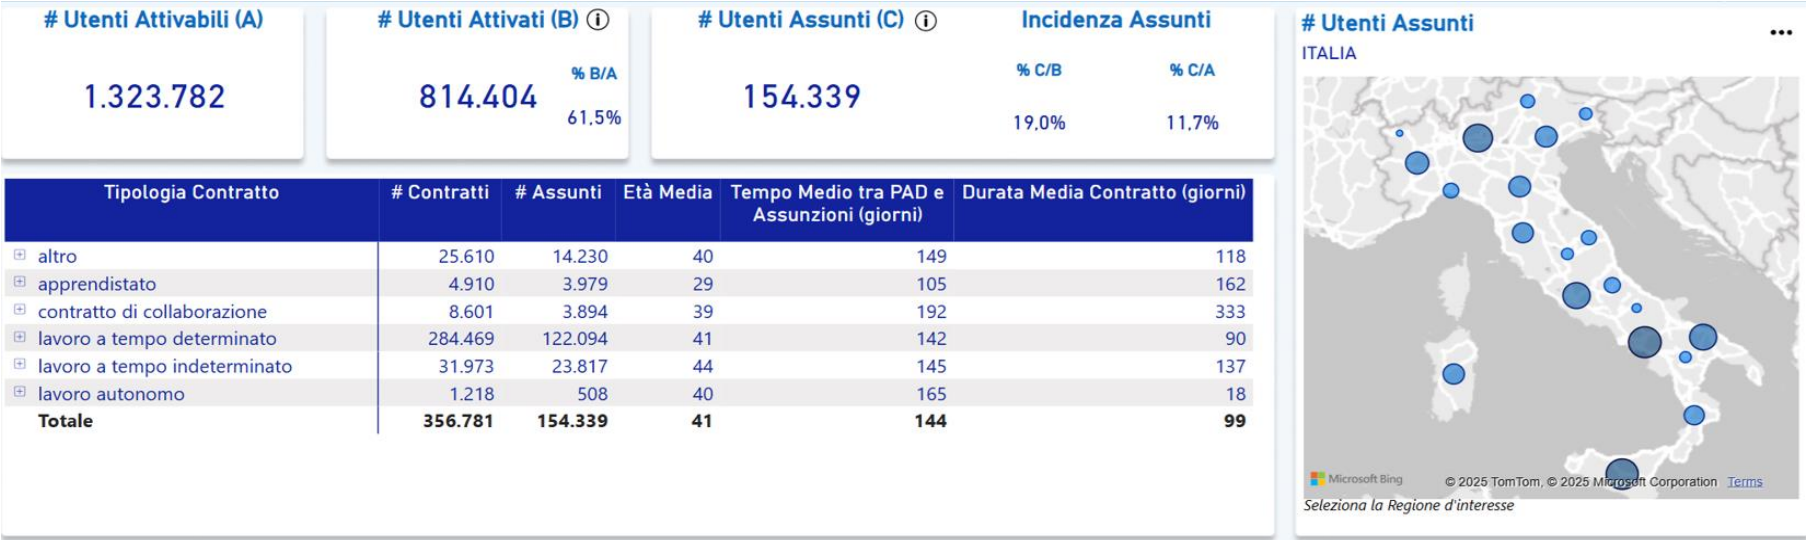 # Utenti Attivabili (A)
1.323.782
# Utenti Attivati (B)
814.404
% B/A
61,5%
# Utenti Assunti (C)
154.339
Incidenza Assunti
% C/B
19,0%
% C/A
11,7%
# Utenti Assunti
ITALIA
Tipologia Contratto # Contratti # Assunti Età Media Tempo Medio tra PAD e Durata Media Contratto (giorni)
Assunzioni (giorni)
altro 25.610 14.230 40 149 118
apprendistato 4.910 3.979 29 105 162
contratto di collaborazione 8.601 3.894 39 192 333
lavoro a tempo determinato 284.469 122.094 41 142 90
lavoro a tempo indeterminato 31.973 23.817 44 145 137
lavoro autonomo 1.218 508 40 165 18
Totale 356.781 154.339 41 144 99
Microsoft Bing
© 2025 TomTom, © 2025 Microsoft Corporation Terms
Seleziona la Regione d'interesse